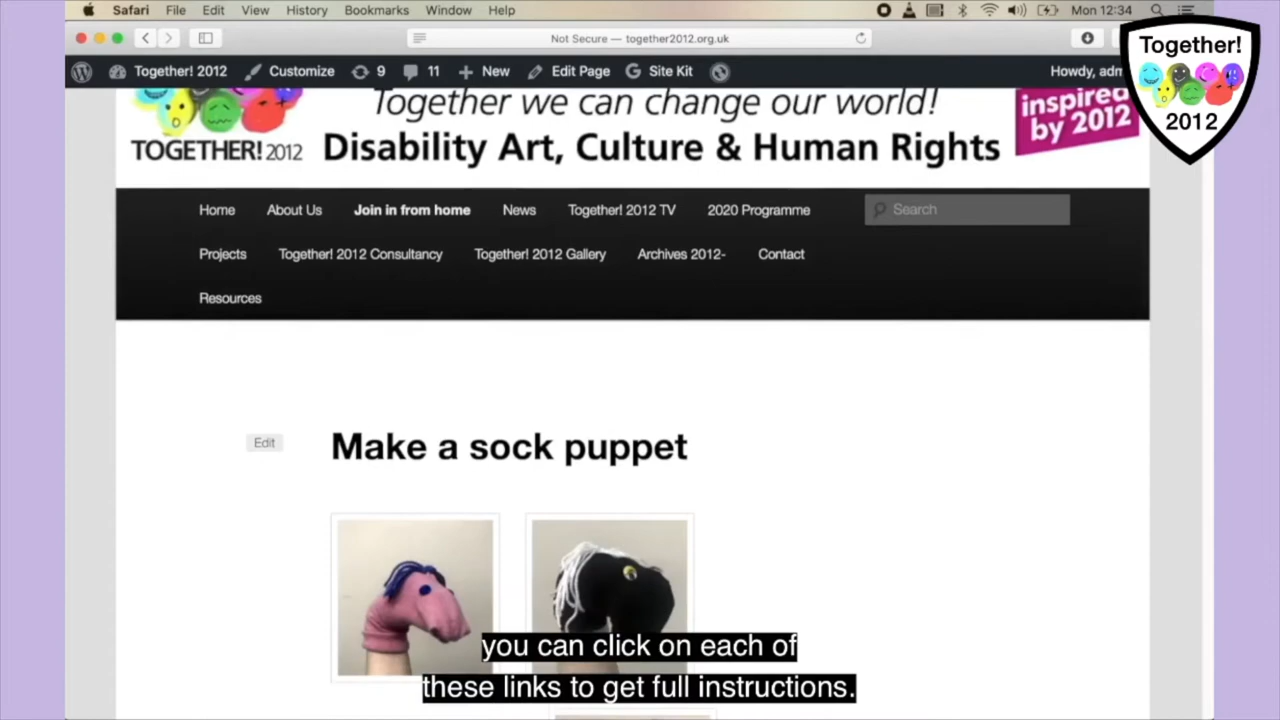 Safari File Edit View History Bookmarks Window Help Mon 12:34
Not Secure — together2012.org.uk
Together! 2012 Customize 9 11 New Edit Page Site Kit Howdy, adm
Together!
2012
Together we can change our world!
TOGETHER! 2012 Disability Art, Culture & Human Rights
inspired
by 2012
Home About Us Join in from home News Together! 2012 TV 2020 Programme Search
Projects Together! 2012 Consultancy Together! 2012 Gallery Archives 2012- Contact
Resources
Edit Make a sock puppet
you can click on each of
these links to get full instructions.